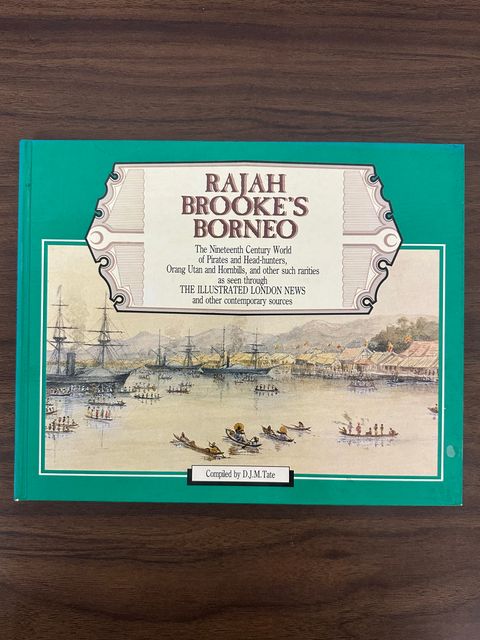 RAJAH
BROOKE'S
BORNEO
The Nineteenth Century World
of Pirates and Head-hunters,
Orang Utan and Hornbills, and other such rarities
as seen through
THE ILLUSTRATED LONDON NEWS
and other contemporary sources
Compiled by D.J.M. Tate